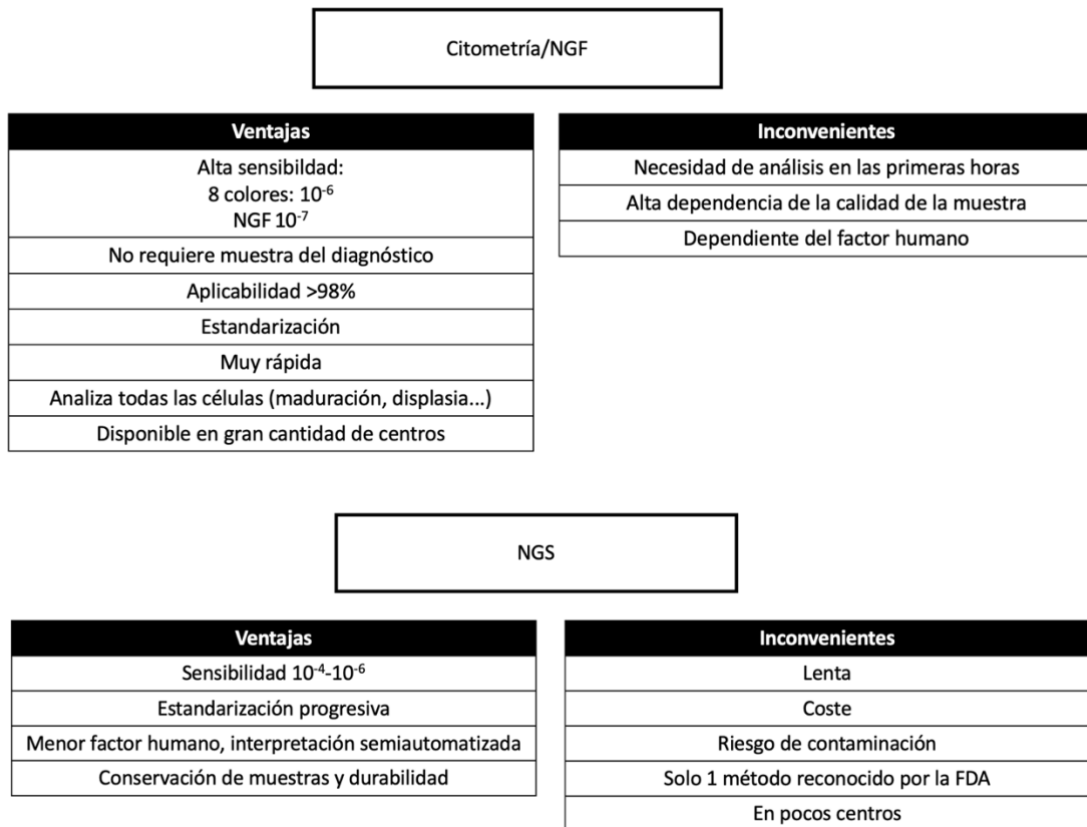 Citometría/NGF
Ventajas
Alta sensibildad:
8 colores: 10⁻⁶
NGF 10⁻⁷
No requiere muestra del diagnóstico
Aplicabilidad >98%
Estandarización
Muy rápida
Analiza todas las células (maduración, displasia...)
Disponible en gran cantidad de centros
Inconvenientes
Necesidad de análisis en las primeras horas
Alta dependencia de la calidad de la muestra
Dependiente del factor humano
NGS
Ventajas
Sensibilidad 10⁻⁴-10⁻⁶
Estandarización progresiva
Menor factor humano, interpretación semiautomatizada
Conservación de muestras y durabilidad
Inconvenientes
Lenta
Coste
Riesgo de contaminación
Solo 1 método reconocido por la FDA
En pocos centros